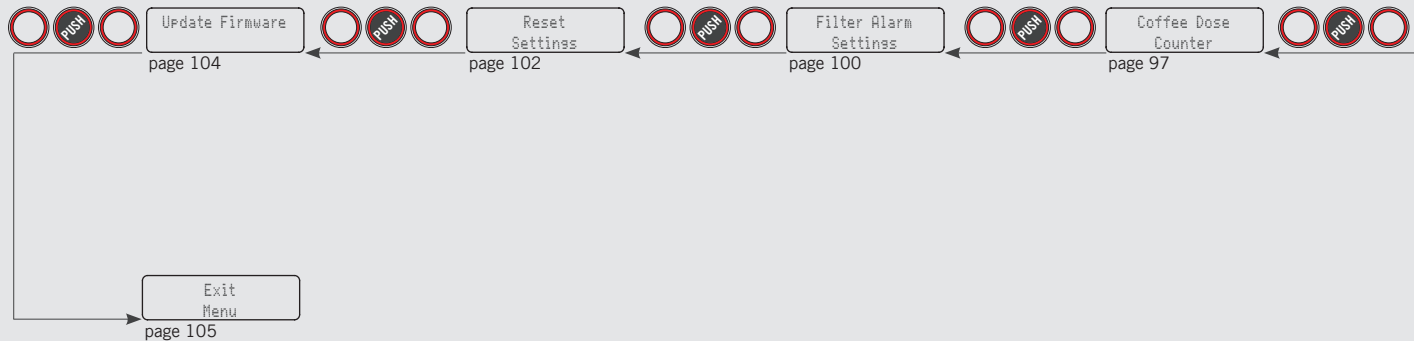 PUSH Update Firmware PUSH Reset PUSH Filter Alarm PUSH Coffee Dose PUSH
Settings Settings Counter
page 104 page 102 page 100 page 97
Exit
Menu
page 105